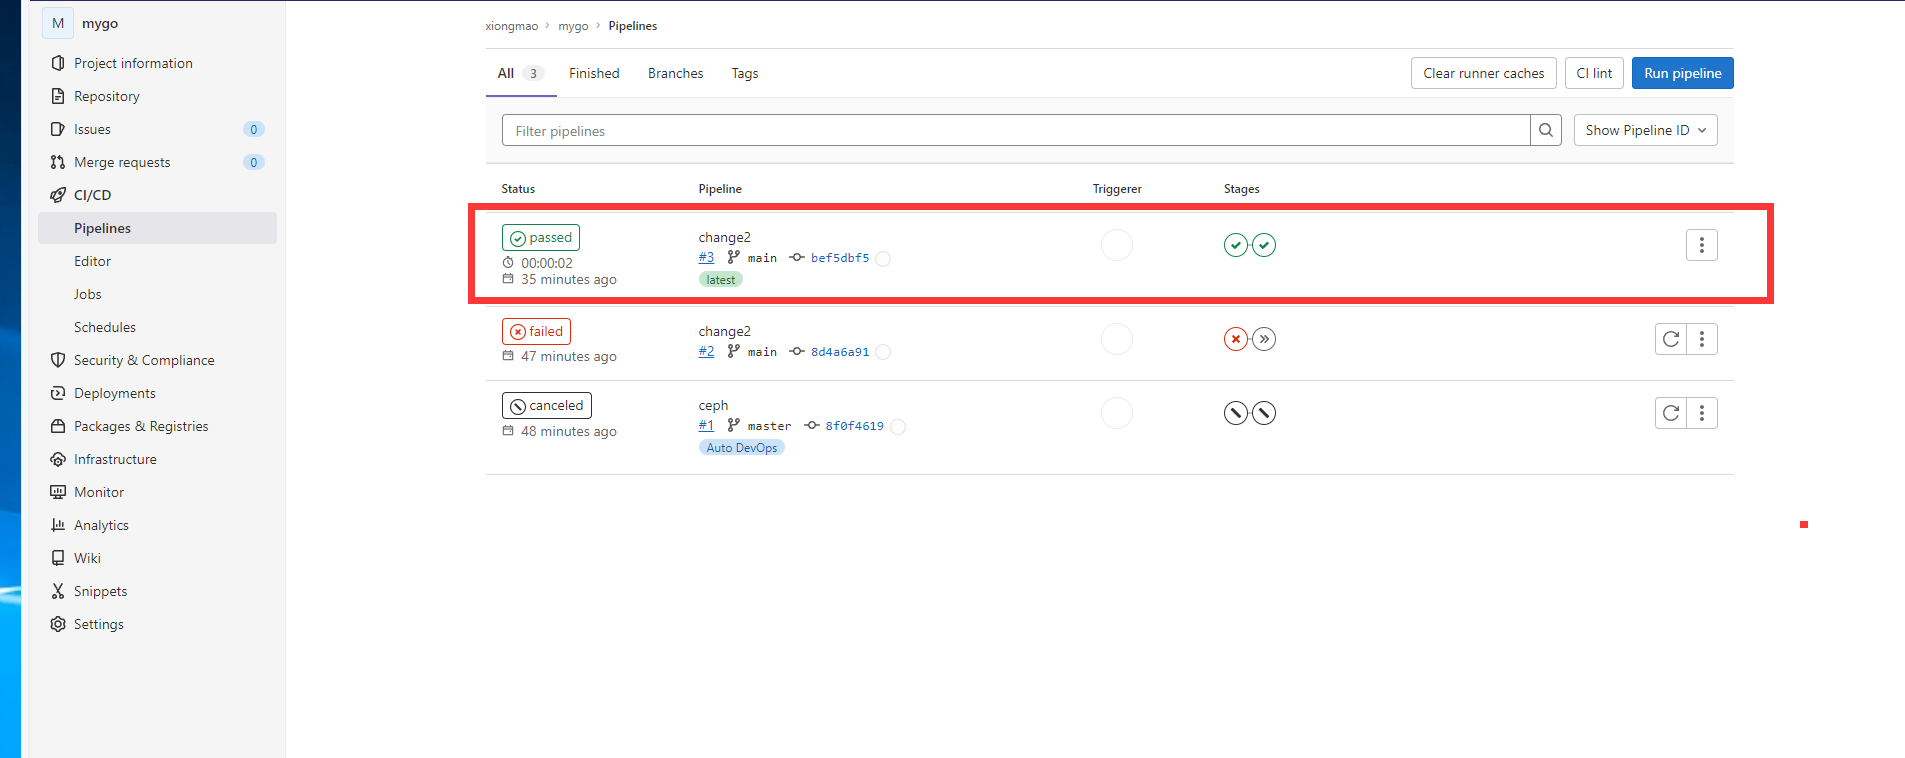 M mygo
Project information
Repository
Issues 0
Merge requests 0
CI/CD
Pipelines
Editor
Jobs
Schedules
Security & Compliance
Deployments
Packages & Registries
Infrastructure
Monitor
Analytics
Wiki
Snippets
Settings
xiongmao › mygo › Pipelines
All 3 Finished Branches Tags
Clear runner caches CI lint Run pipeline
Filter pipelines Show Pipeline ID
Status Pipeline Triggerer Stages
passed
00:00:02
35 minutes ago
change2
#3 main bef5dbf5
latest
failed
47 minutes ago
change2
#2 main 8d4a6a91
canceled
48 minutes ago
ceph
#1 master 8f0f4619
Auto DevOps